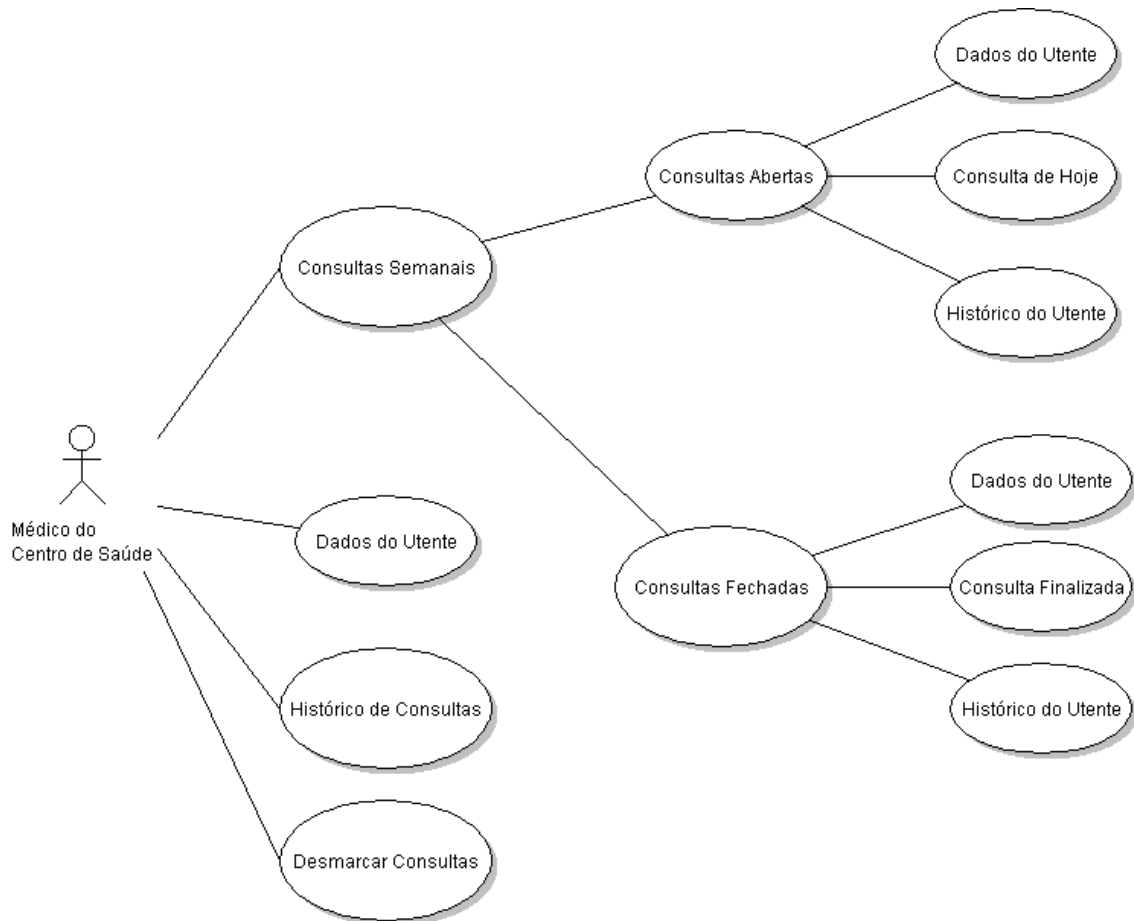 Dados do Utente
Consultas Abertas
Consulta de Hoje
Consultas Semanais
Histórico do Utente
Médico do
Centro de Saúde
Dados do Utente
Dados do Utente
Consultas Fechadas
Consulta Finalizada
Histórico de Consultas
Histórico do Utente
Desmarcar Consultas